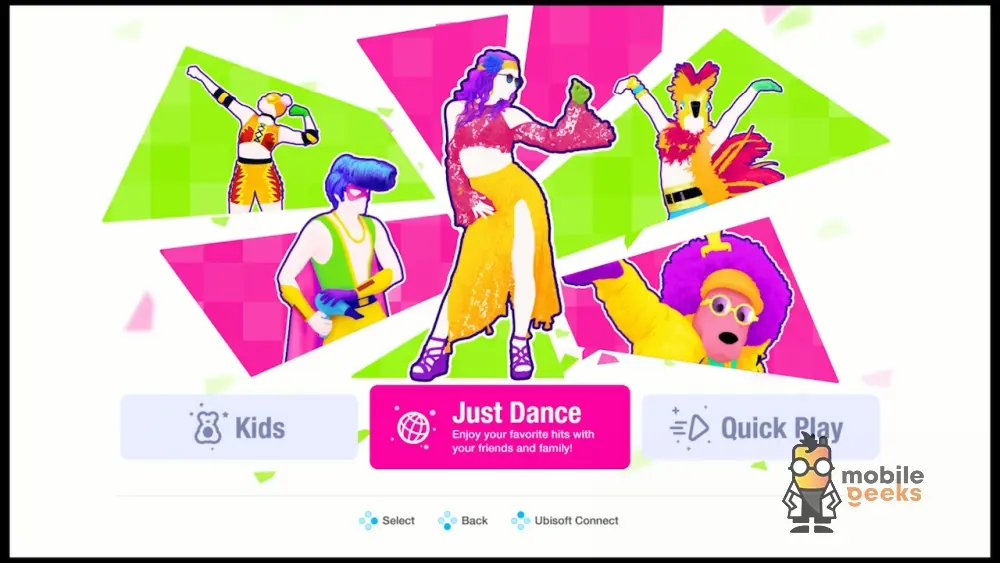 Kids
Just Dance
Enjoy your favorite hits with
your friends and family!
Quick Play
mobile
geeks
Select
Back
Ubisoft Connect